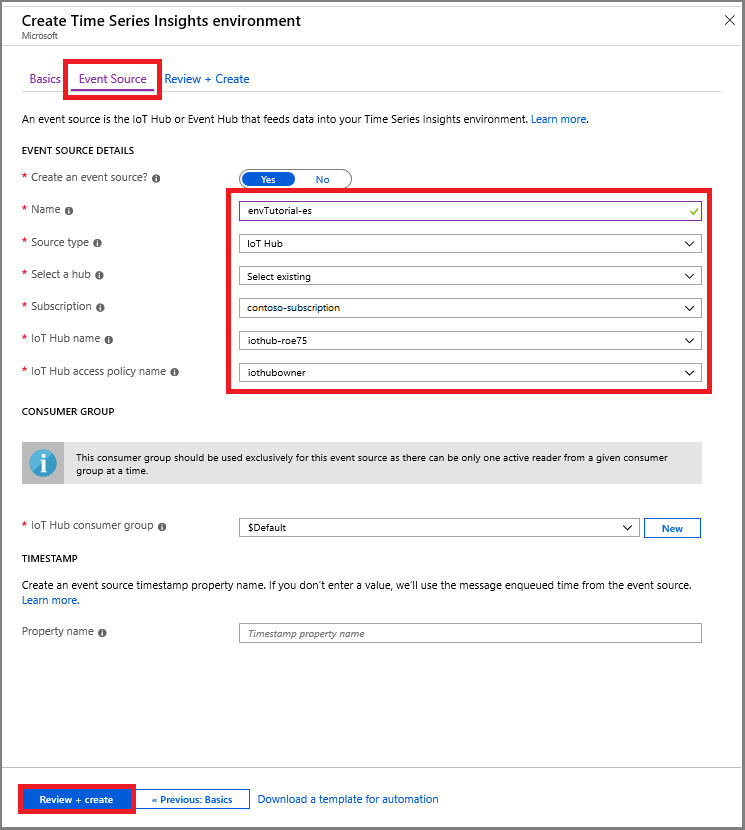 Create Time Series Insights environment
Microsoft
Basics Event Source Review + Create
An event source is the IoT Hub or Event Hub that feeds data into your Time Series Insights environment. Learn more.
EVENT SOURCE DETAILS
* Create an event source? Yes No
* Name envTutorial-es
* Source type IoT Hub
* Select a hub Select existing
* Subscription contoso-subscription
* IoT Hub name iothub-roe75
* IoT Hub access policy name iothubowner
CONSUMER GROUP
This consumer group should be used exclusively for this event source as there can be only one active reader from a given consumer
group at a time.
* IoT Hub consumer group $Default New
TIMESTAMP
Create an event source timestamp property name. If you don't enter a value, we'll use the message enqueued time from the event source.
Learn more.
Property name Timestamp property name
Review + create « Previous: Basics Download a template for automation